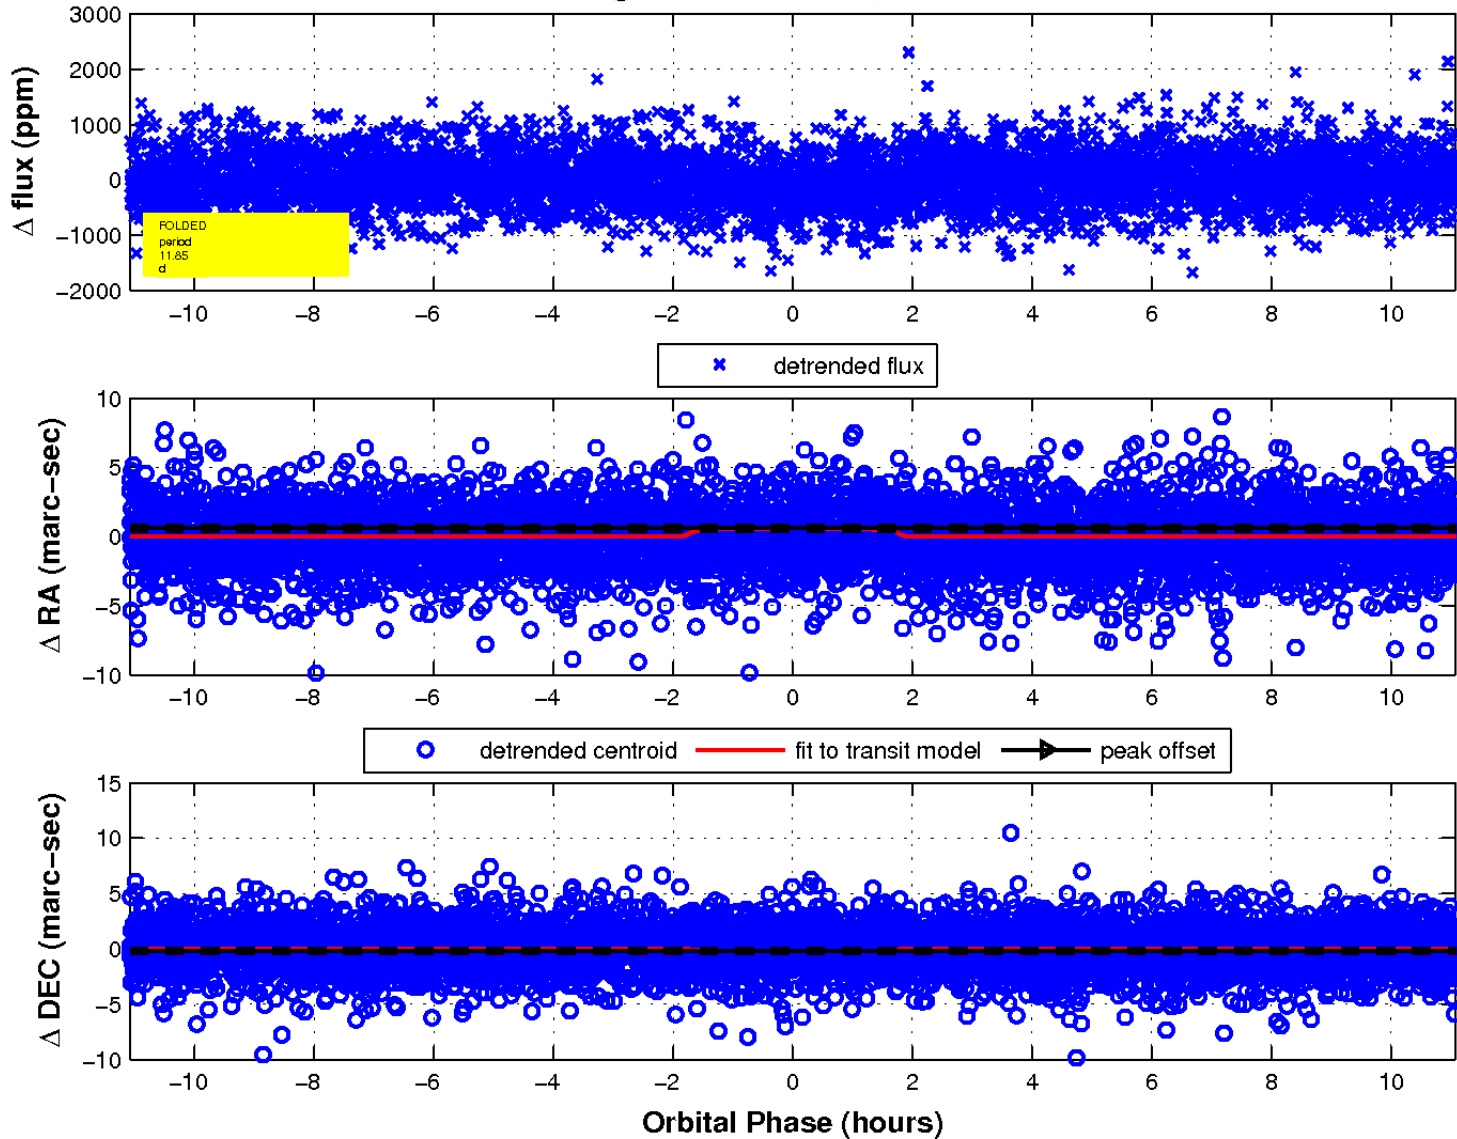 3000
2000
1000
0
−1000
−2000
Δ flux (ppm)
FOLDED
period
11.85
d
−10 −8 −6 −4 −2 0 2 4 6 8 10
detrended flux
10
5
0
−5
−10
Δ RA (marc−sec)
−10 −8 −6 −4 −2 0 2 4 6 8 10
detrended centroid fit to transit model peak offset
15
10
5
0
−5
−10
Δ DEC (marc−sec)
−10 −8 −6 −4 −2 0 2 4 6 8 10
Orbital Phase (hours)